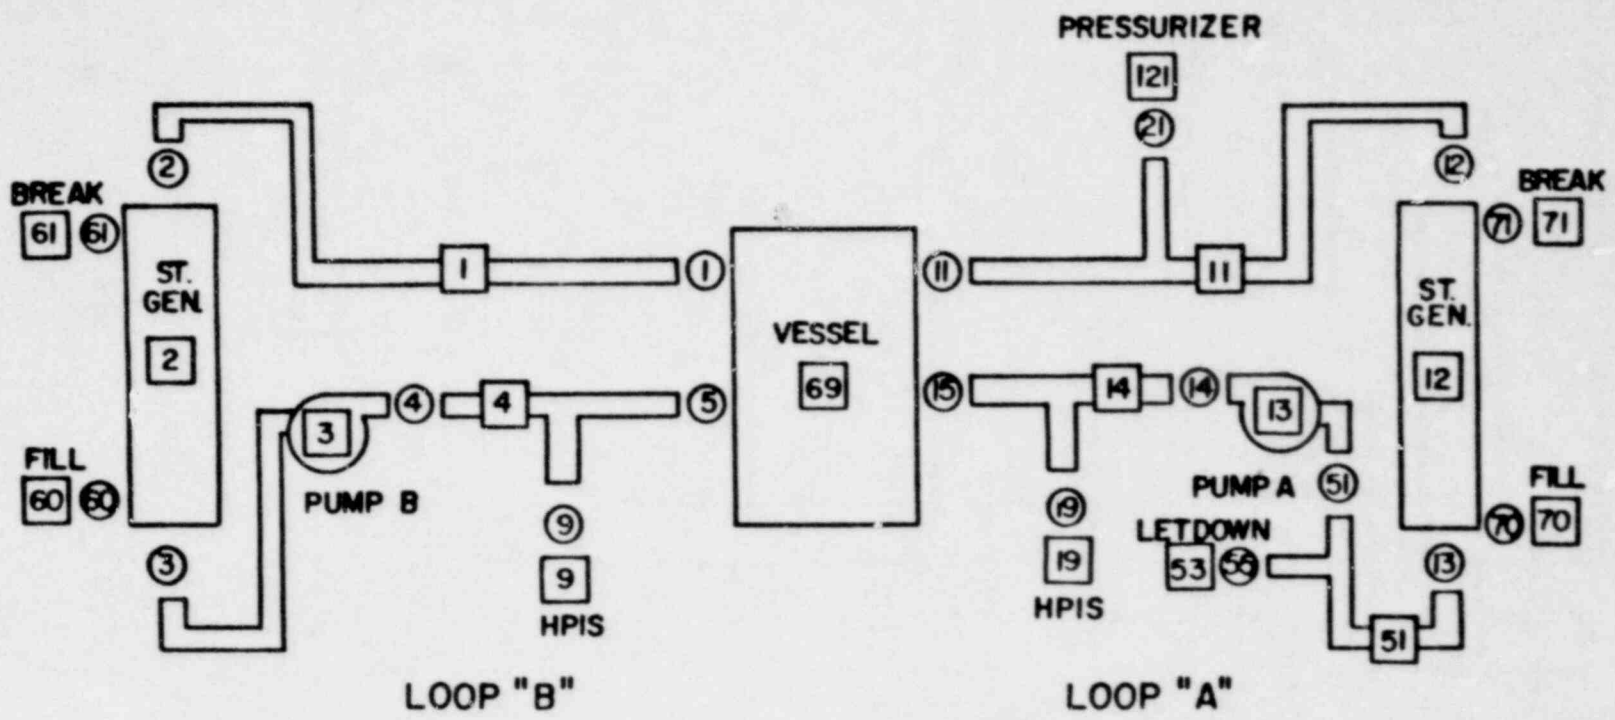 PRESSURIZER
121
21
2
12
BREAK
61 61
BREAK
71 71
ST.
GEN.
2
1
1
11
11
ST.
GEN.
12
VESSEL
69
3
4
4
5
15
14
14
13
FILL
60 60
PUMP B
PUMP A
51
FILL
70 70
9
9
HPIS
19
19
HPIS
LETDOWN
53
3
13
51
LOOP "B"
LOOP "A"